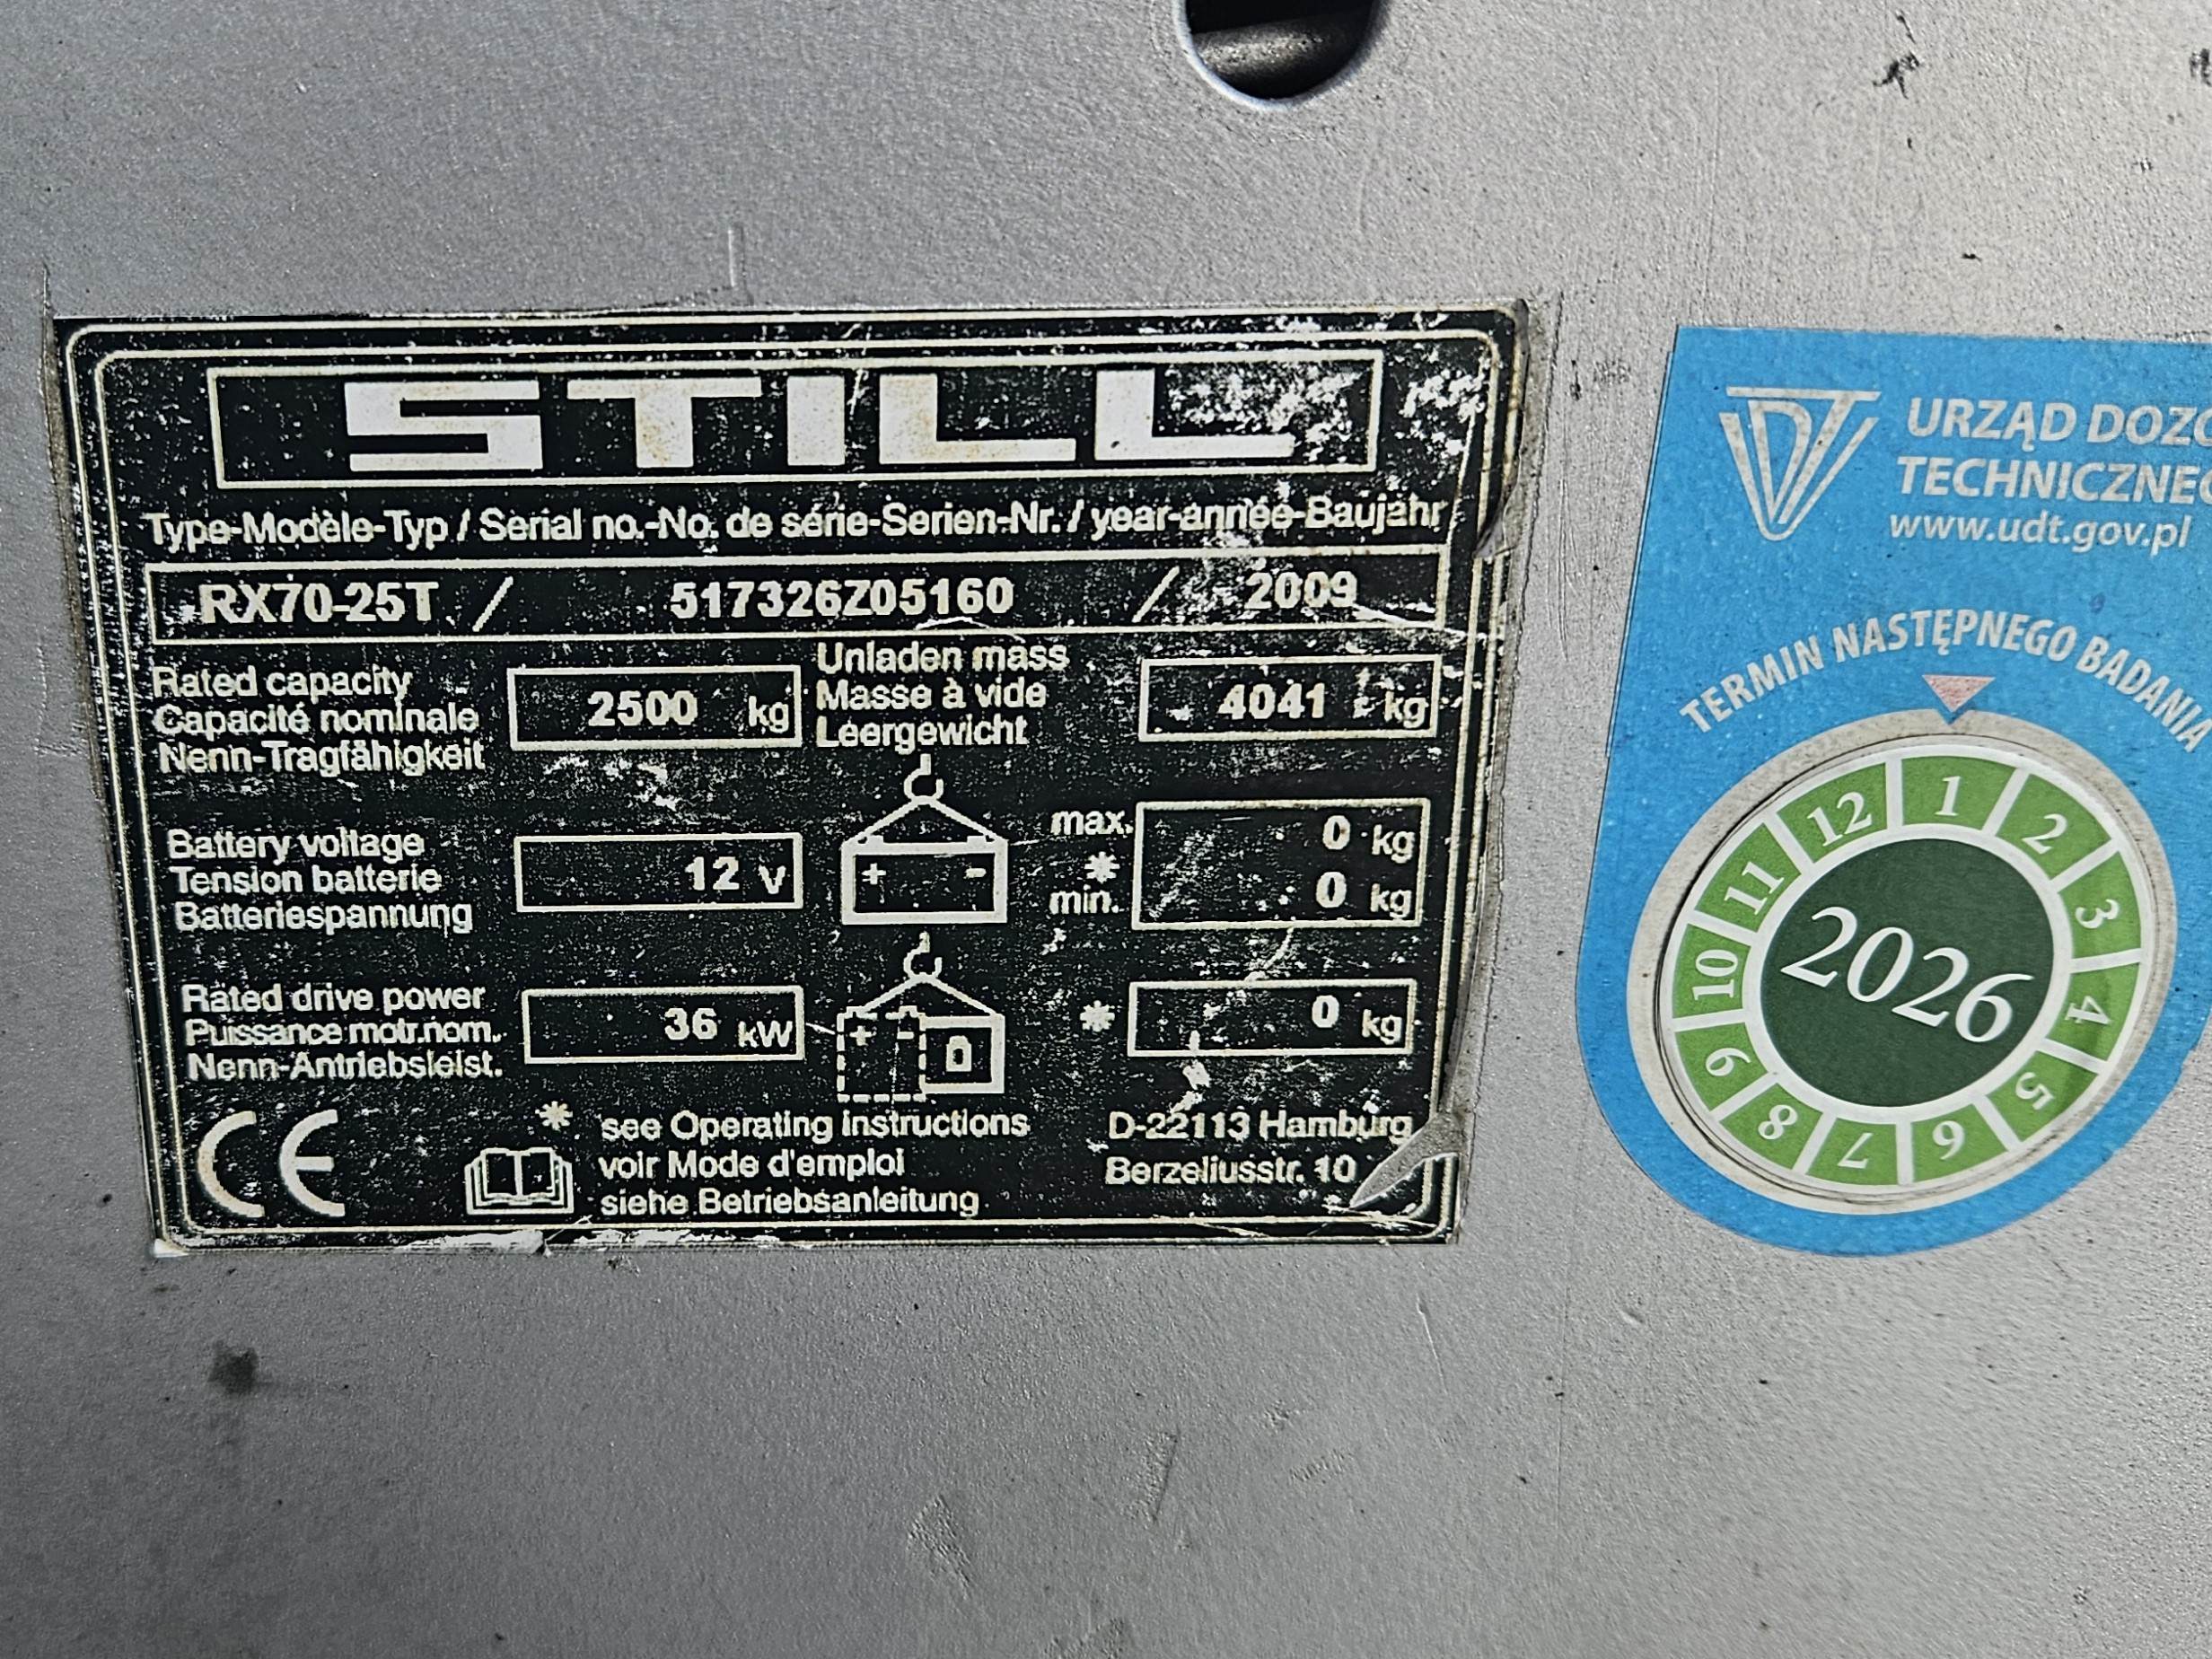 STILL
Type-Modèle-Typ / Serial no.-No. de série-Serien-Nr. / year-année-Baujahr
RX70-25T / 517326Z05160 / 2009
Rated capacity
Capacité nominale
Nenn-Tragfähigkeit
2500 kg
Unladen mass
Masse à vide
Leergewicht
4041 kg
Battery voltage
Tension batterie
Batteriespannung
12 V
+ -
max. 0 kg
*
min. 0 kg
Rated drive power
Puissance motr.nom.
Nenn-Antriebsleist.
36 kW
+ - 0
* 0 kg
CE
* see Operating instructions
voir Mode d'emploi
siehe Betriebsanleitung
D-22113 Hamburg
Berzeliusstr. 10
UDT
URZĄD DOZO
TECHNICZNEG
www.udt.gov.pl
TERMIN NASTĘPNEGO BADANIA
1 2 3 4 5 6 7 8 9 10 11 12
2026